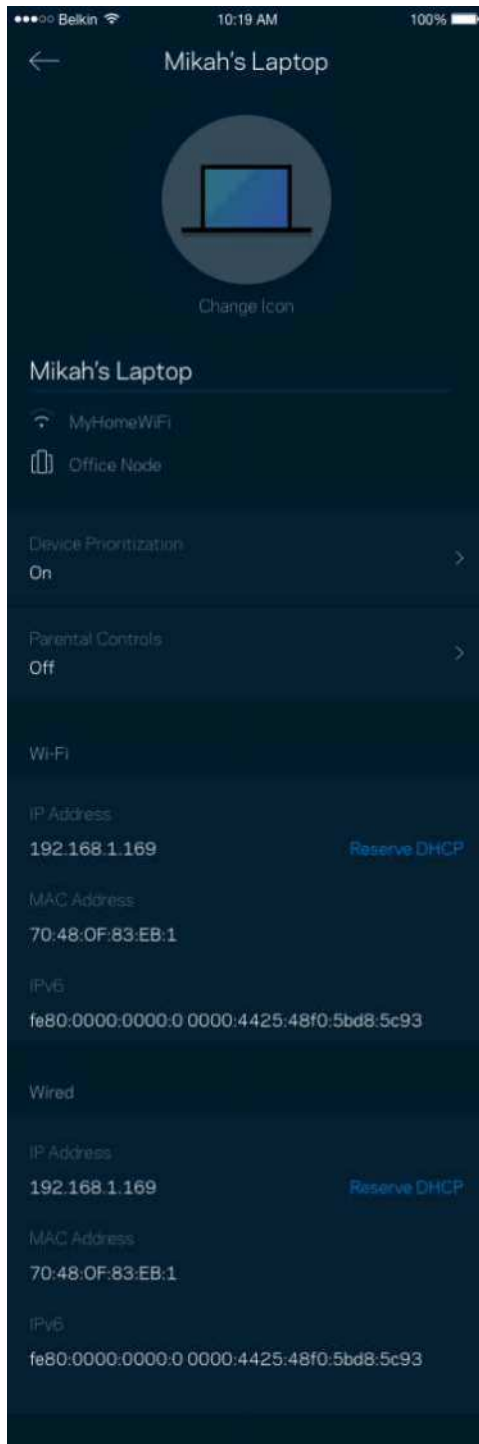 Belkin 10:19 AM 100%
Mikah's Laptop
Change Icon
Mikah's Laptop
MyHomeWiFi
Office Node
Device Prioritization
On
Parental Controls
Off
Wi-Fi
IP Address
192.168.1.169 Reserve DHCP
MAC Address
70:48:0F:83:EB:1
IPv6
fe80:0000:0000:0 0000:4425:48f0:5bd8:5c93
Wired
IP Address
192.168.1.169 Reserve DHCP
MAC Address
70:48:0F:83:EB:1
IPv6
fe80:0000:0000:0 0000:4425:48f0:5bd8:5c93